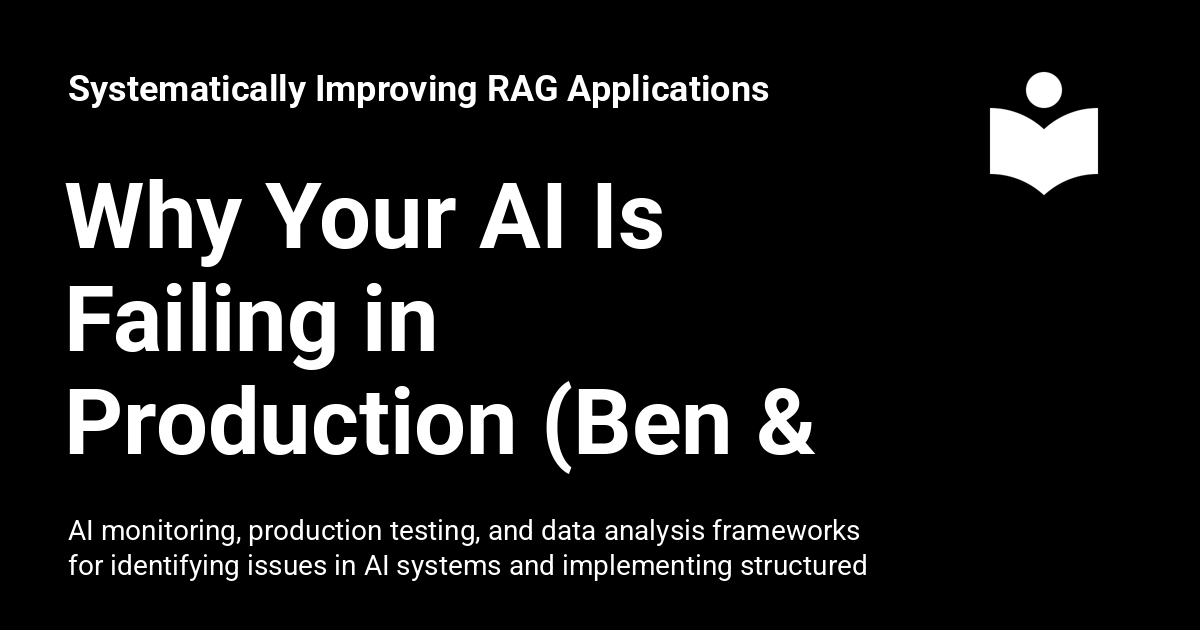 Systematically Improving RAG Applications
Why Your AI Is
Failing in
Production (Ben &
AI monitoring, production testing, and data analysis frameworks
for identifying issues in AI systems and implementing structured